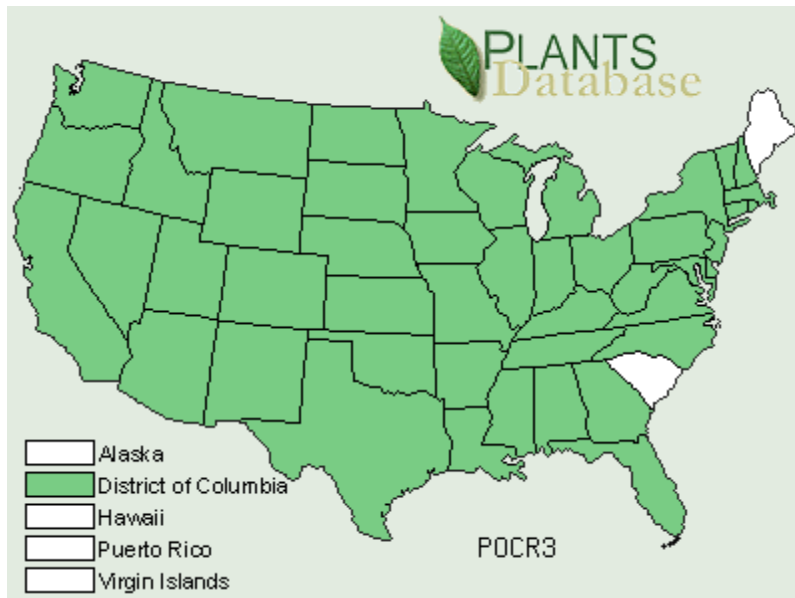 PLANTS
Database
Alaska
District of Columbia
Hawaii
Puerto Rico
Virgin Islands
POCR3